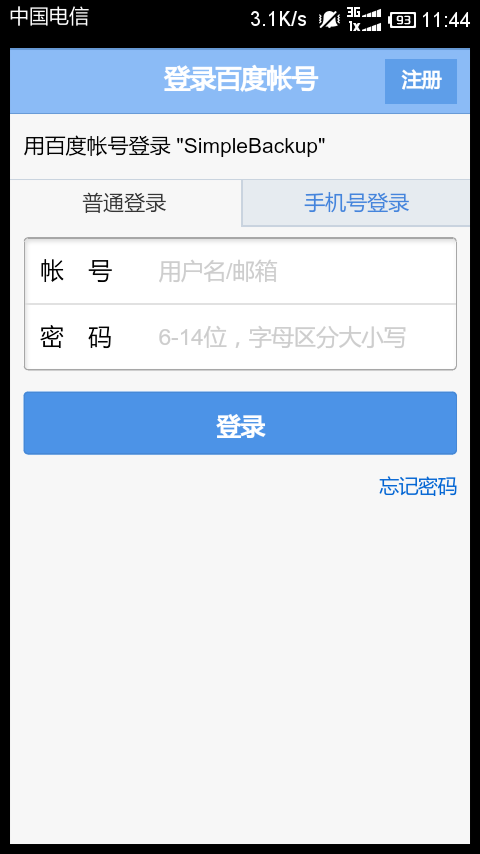 中国电信 3.1K/s 3G 1x 93 11:44
登录百度帐号 注册
用百度帐号登录 "SimpleBackup"
普通登录 手机号登录
帐 号 用户名/邮箱
密 码 6-14位，字母区分大小写
登录
忘记密码